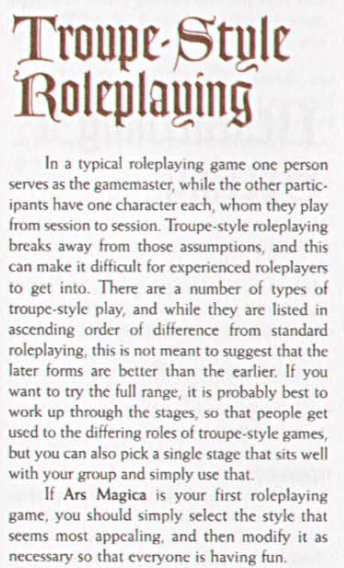 Troupe-Style
Roleplaying
In a typical roleplaying game one person
serves as the gamemaster, while the other partic-
ipants have one character each, whom they play
from session to session. Troupe-style roleplaying
breaks away from those assumptions, and this
can make it difficult for experienced roleplayers
to get into. There are a number of types of
troupe-style play, and while they are listed in
ascending order of difference from standard
roleplaying, this is not meant to suggest that the
later forms are better than the earlier. If you
want to try the full range, it is probably best to
work up through the stages, so that people get
used to the differing roles of troupe-style games,
but you can also pick a single stage that sits well
with your group and simply use that.
If Ars Magica is your first roleplaying
game, you should simply select the style that
seems most appealing, and then modify it as
necessary so that everyone is having fun.